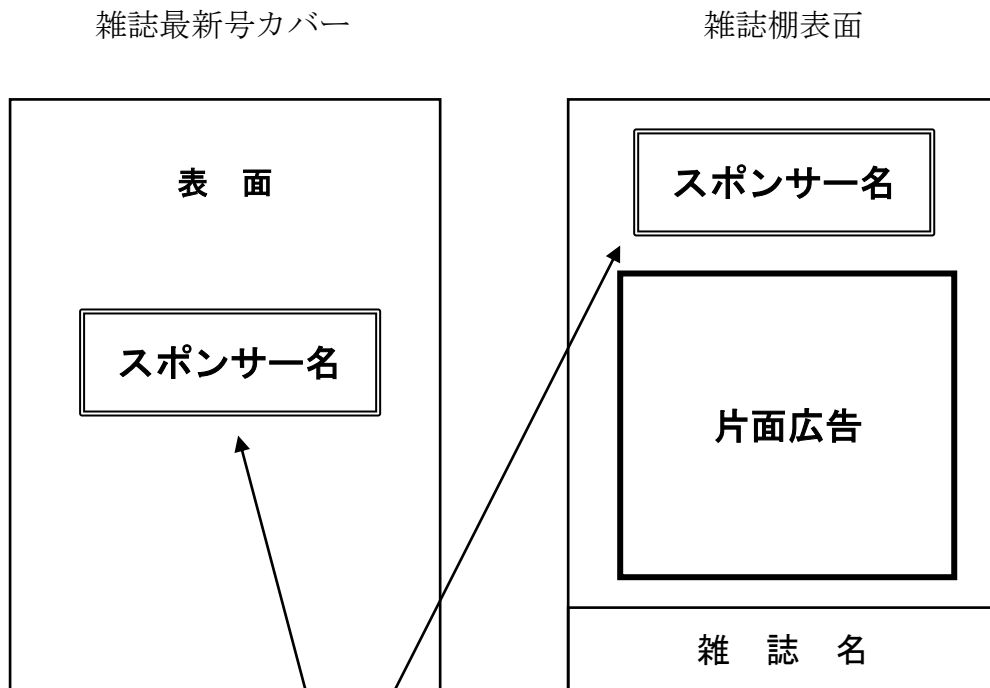 雑誌最新号カバー
表　面
スポンサー名
雑誌棚表面
スポンサー名
片面広告
雑　誌　名